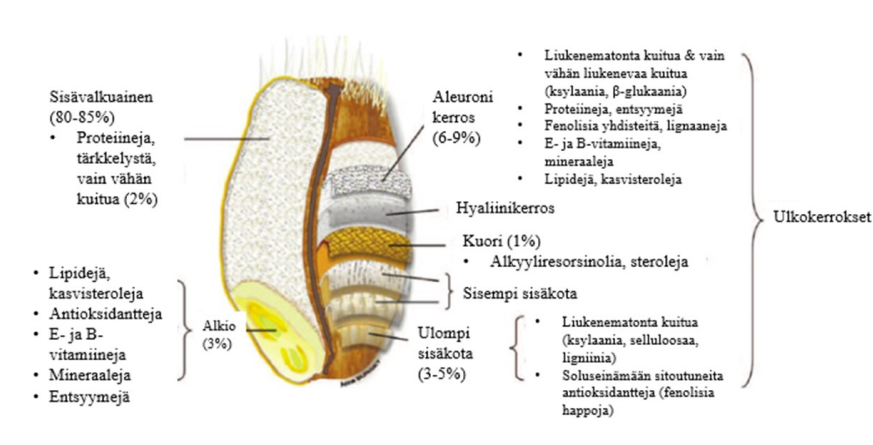 Sisävalkuainen
(80-85%)
• Proteiineja,
tärkkelystä,
vain vähän
kuitua (2%)
• Lipidejä,
kasvisteroleja
• Antioksidantteja
• E- ja B-
vitamiineja
• Mineraaleja
• Entsyymejä
Alkio
(3%)
Aleuroni
kerros
(6-9%)
• Liukenematonta kuitua & vain
vähän liukenevaa kuitua
(ksylaania, β-glukaania)
• Proteiineja, entsyymejä
• Fenolisia yhdisteitä, lignaaneja
• E- ja B-vitamiineja,
mineraaleja
• Lipidejä, kasvisteroleja
Hyaliinikerros
Kuori (1%)
• Alkyyliresorsinolia, steroleja
Sisempi sisäkota
Ulompi
sisäkota
(3-5%)
• Liukenematonta kuitua
(ksylaania, selluloosaa,
ligniinia)
• Soluseinämään sitoutuneita
antioksidantteja (fenolisia
happoja)
Ulkokerrokset